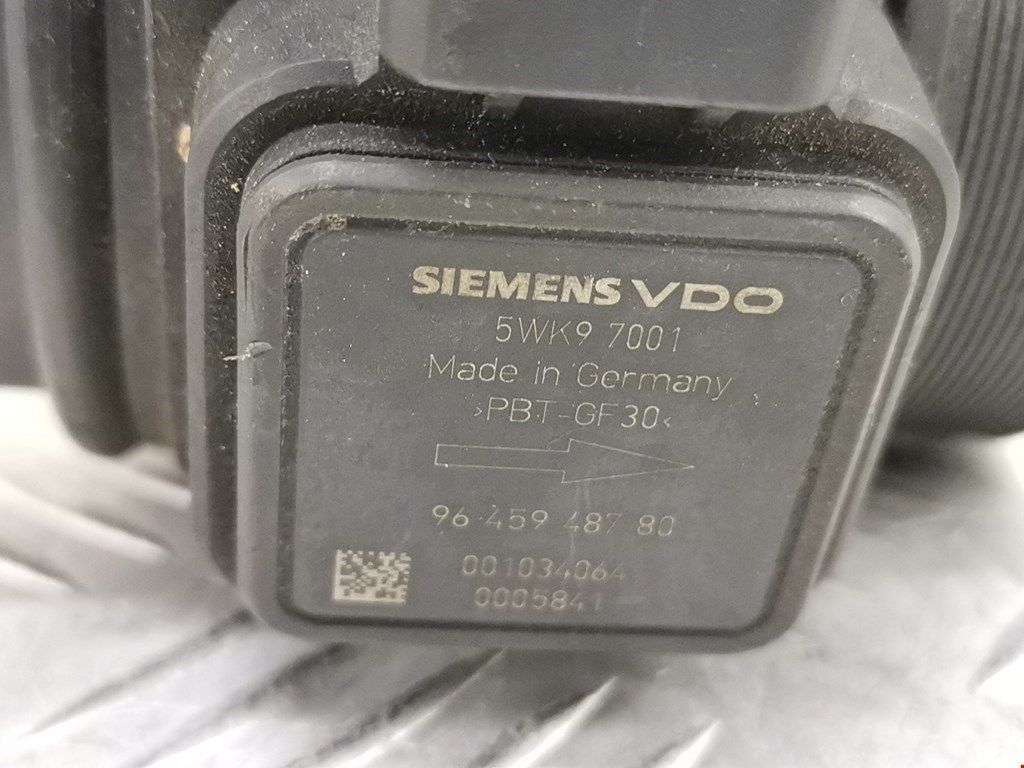 SIEMENS VDO
5WK9 7001
Made in Germany
>PBT-GF30<
96 459 487 80
001034064
0005841